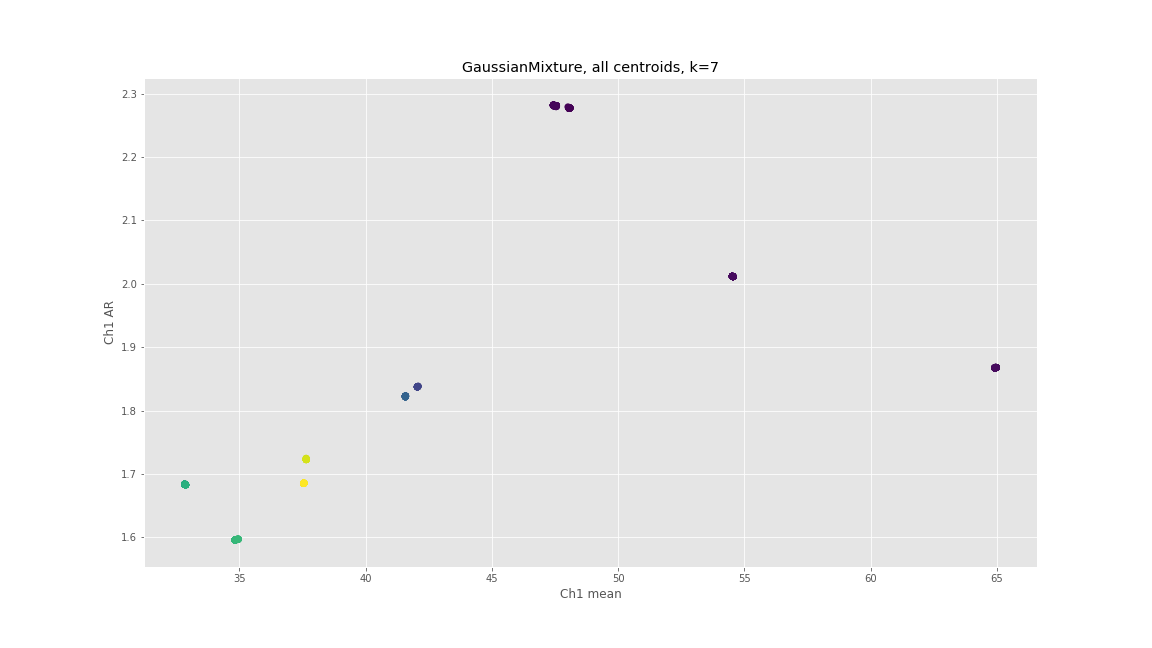 GaussianMixture, all centroids, k=7
2.3
2.2
2.1
2.0
1.9
1.8
1.7
1.6
Ch1 AR
35 40 45 50 55 60 65
Ch1 mean